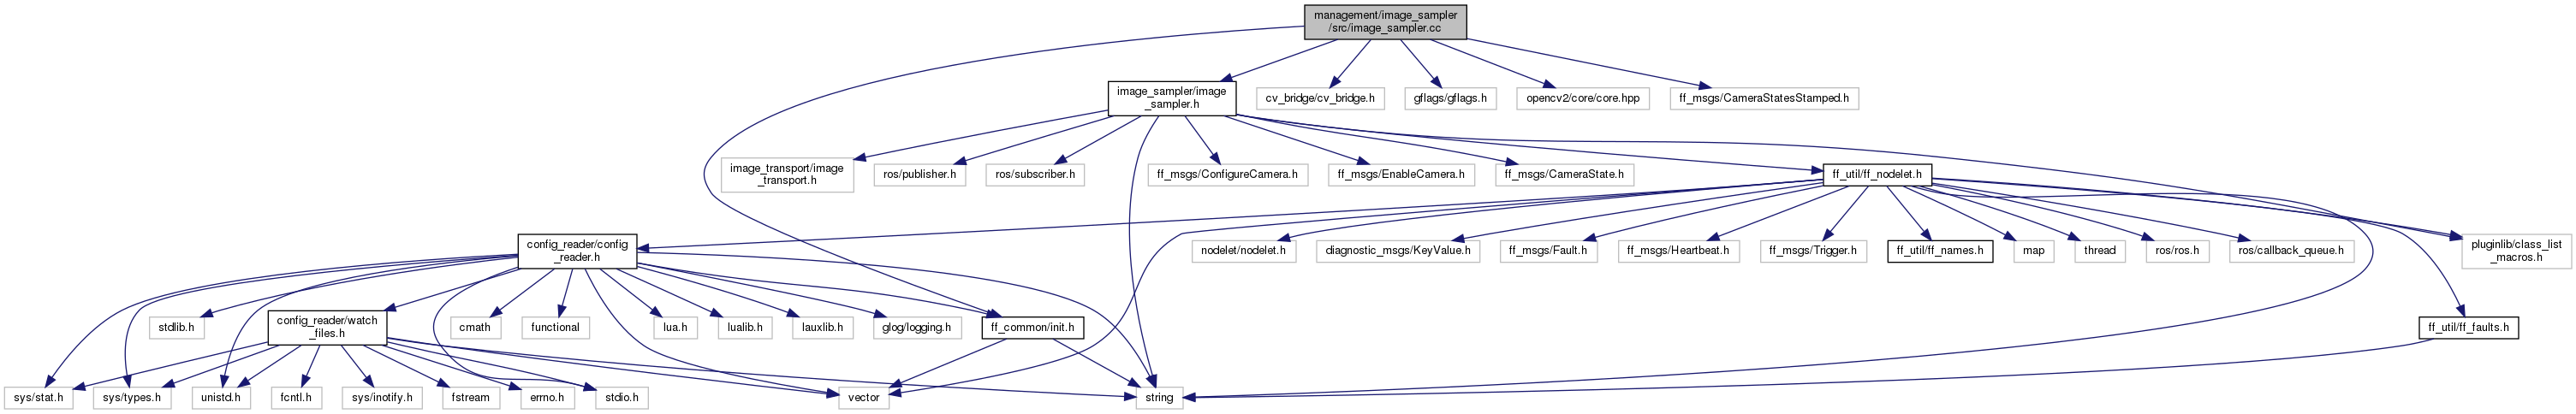 management/image_sampler
/src/image_sampler.cc
image_sampler/image
_sampler.h
cv_bridge/cv_bridge.h
gflags/gflags.h
opencv2/core/core.hpp
ff_msgs/CameraStatesStamped.h
image_transport/image
_transport.h
ros/publisher.h
ros/subscriber.h
ff_msgs/ConfigureCamera.h
ff_msgs/EnableCamera.h
ff_msgs/CameraState.h
ff_util/ff_nodelet.h
config_reader/config
_reader.h
nodelet/nodelet.h
diagnostic_msgs/KeyValue.h
ff_msgs/Fault.h
ff_msgs/Heartbeat.h
ff_msgs/Trigger.h
ff_util/ff_names.h
map
thread
ros/ros.h
ros/callback_queue.h
pluginlib/class_list
_macros.h
stdlib.h
config_reader/watch
_files.h
cmath
functional
lua.h
lualib.h
lauxlib.h
glog/logging.h
ff_common/init.h
ff_util/ff_faults.h
sys/stat.h
sys/types.h
unistd.h
fcntl.h
sys/inotify.h
fstream
errno.h
stdio.h
vector
string